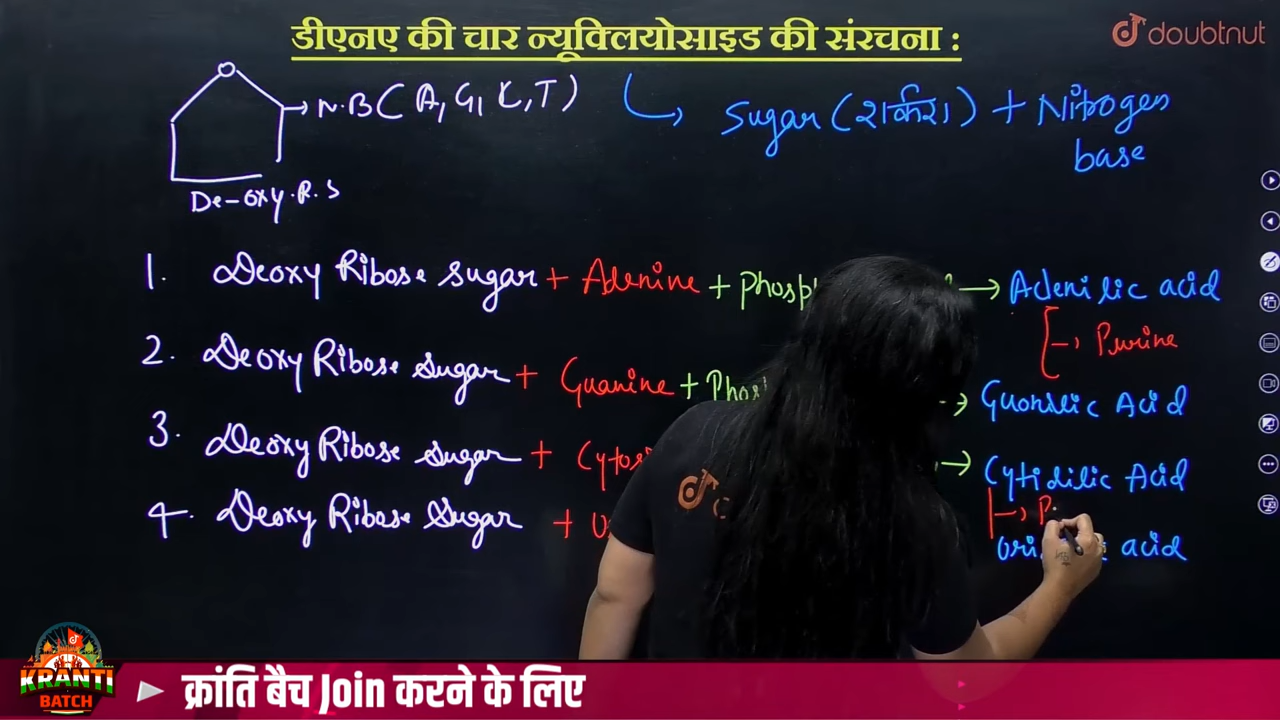 डीएनए की चार न्यूक्लियोसाइड की संरचना :
doubtnut
N.B ( A, G, C, T )
Sugar (शर्करा) + Nitrogen
base
De-oxy.R.S
1. Deoxy Ribose sugar + Adenine + Phosp → Adenilic acid
→ Purine
2. Deoxy Ribose Sugar + Guanine + Phos → Guanilic Acid
3. Deoxy Ribose Sugar + Cytos → Cytidilic Acid
→ P
4. Deoxy Ribose Sugar + U acid
KRANTI
BATCH
क्रांति बैच Join करने के लिए